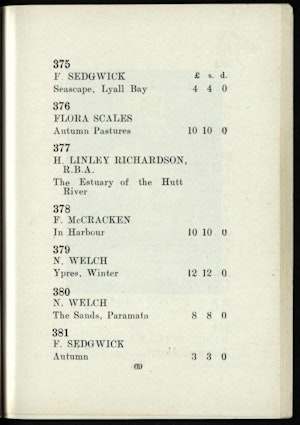 375
F. SEDGWICK £ s. d.
Seascape, Lyall Bay 4 4 0
376
FLORA SCALES
Autumn Pastures 10 10 0
377
H. LINLEY RICHARDSON,
R.B.A.
The Estuary of the Hutt
River
378
F. McCRACKEN
In Harbour 10 10 0
379
N. WELCH
Ypres, Winter 12 12 0
380
N. WELCH
The Sands, Paramata 8 8 0
381
F. SEDGWICK
Autumn 3 3 0
69